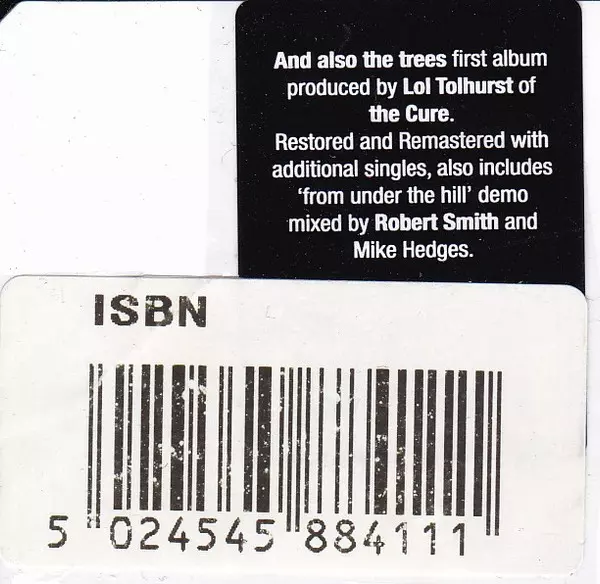 And also the trees first album
produced by Lol Tolhurst of
the Cure.
Restored and Remastered with
additional singles, also includes
‘from under the hill’ demo
mixed by Robert Smith and
Mike Hedges.
ISBN
5 024545 884111